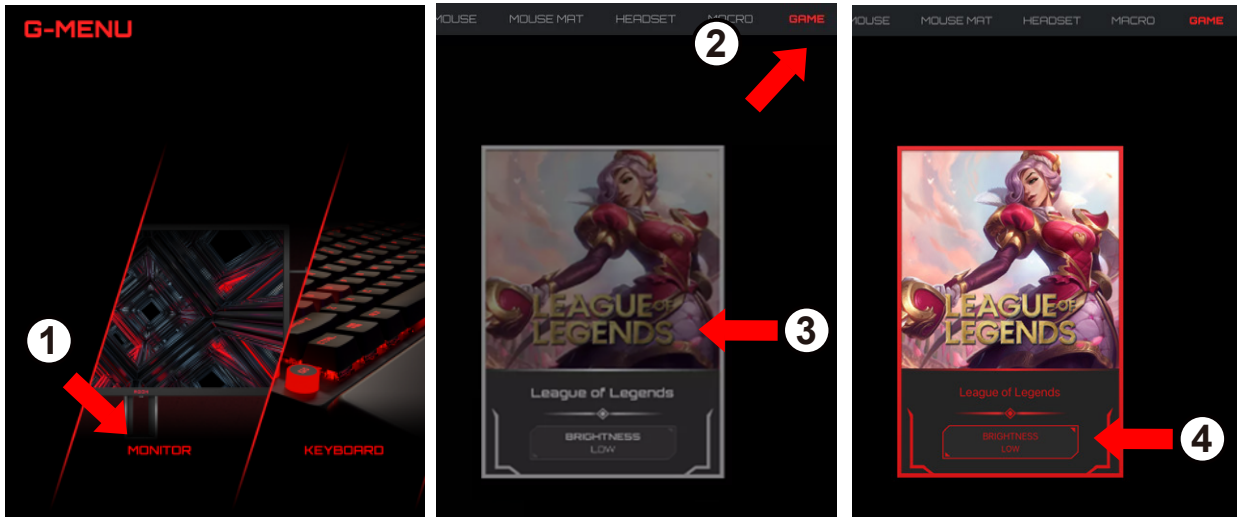 G-MENU
1
MONITOR
KEYBOARD
MOUSE MOUSE MAT HEADSET MACRO GAME
2
LEAGUE OF
LEGENDS
3
League of Legends
BRIGHTNESS
LOW
MOUSE MOUSE MAT HEADSET MACRO GAME
LEAGUE OF
LEGENDS
League of Legends
BRIGHTNESS
LOW
4